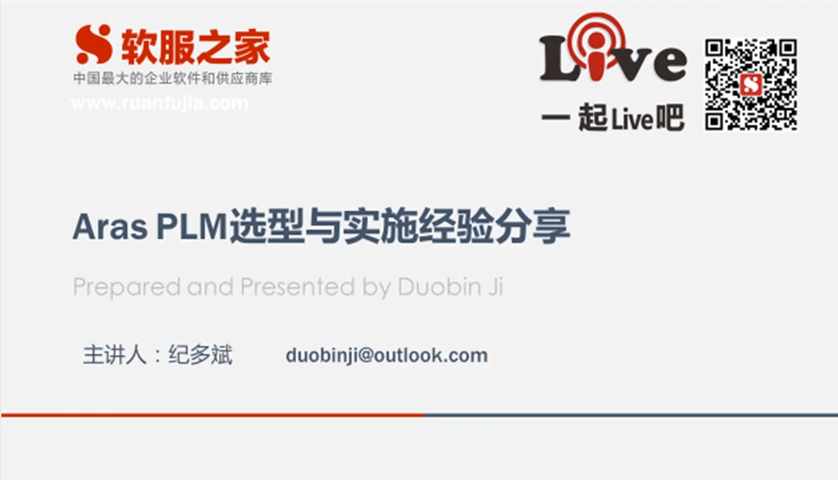 软服之家
中国最大的企业软件和供应商库
www.ruanfujia.com
Live
一起Live吧
Aras PLM选型与实施经验分享
Prepared and Presented by Duobin Ji
主讲人：纪多斌 duobinji@outlook.com